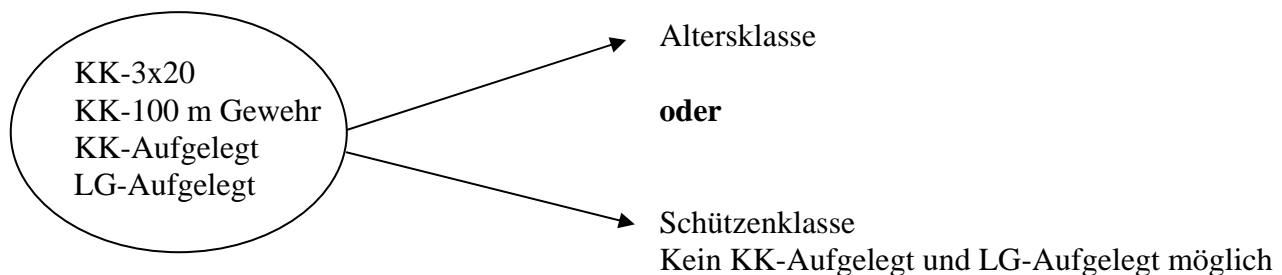 KK-3x20
KK-100 m Gewehr
KK-Aufgelegt
LG-Aufgelegt
Altersklasse
oder
Schützenklasse
Kein KK-Aufgelegt und LG-Aufgelegt möglich